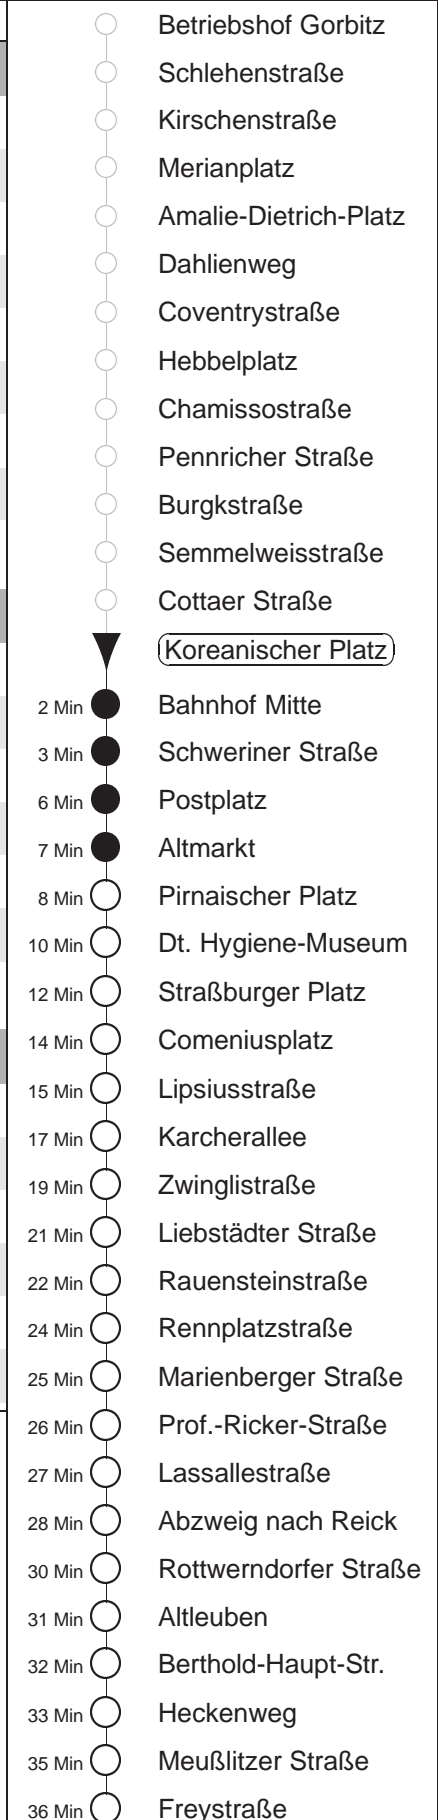 Betriebshof Gorbitz
Schlehenstraße
Kirschenstraße
Merianplatz
Amalie-Dietrich-Platz
Dahlienweg
Coventrystraße
Hebbelplatz
Chamissostraße
Pennricher Straße
Burgkstraße
Semmelweisstraße
Cottaer Straße
Koreanischer Platz
2 Min Bahnhof Mitte
3 Min Schweriner Straße
6 Min Postplatz
7 Min Altmarkt
8 Min Pirnaischer Platz
10 Min Dt. Hygiene-Museum
12 Min Straßburger Platz
14 Min Comeniusplatz
15 Min Lipsiusstraße
17 Min Karcherallee
19 Min Zwinglistraße
21 Min Liebstädter Straße
22 Min Rauensteinstraße
24 Min Rennplatzstraße
25 Min Marienberger Straße
26 Min Prof.-Ricker-Straße
27 Min Lassallestraße
28 Min Abzweig nach Reick
30 Min Rottwerndorfer Straße
31 Min Altleuben
32 Min Berthold-Haupt-Str.
33 Min Heckenweg
35 Min Meußlitzer Straße
36 Min Freystraße